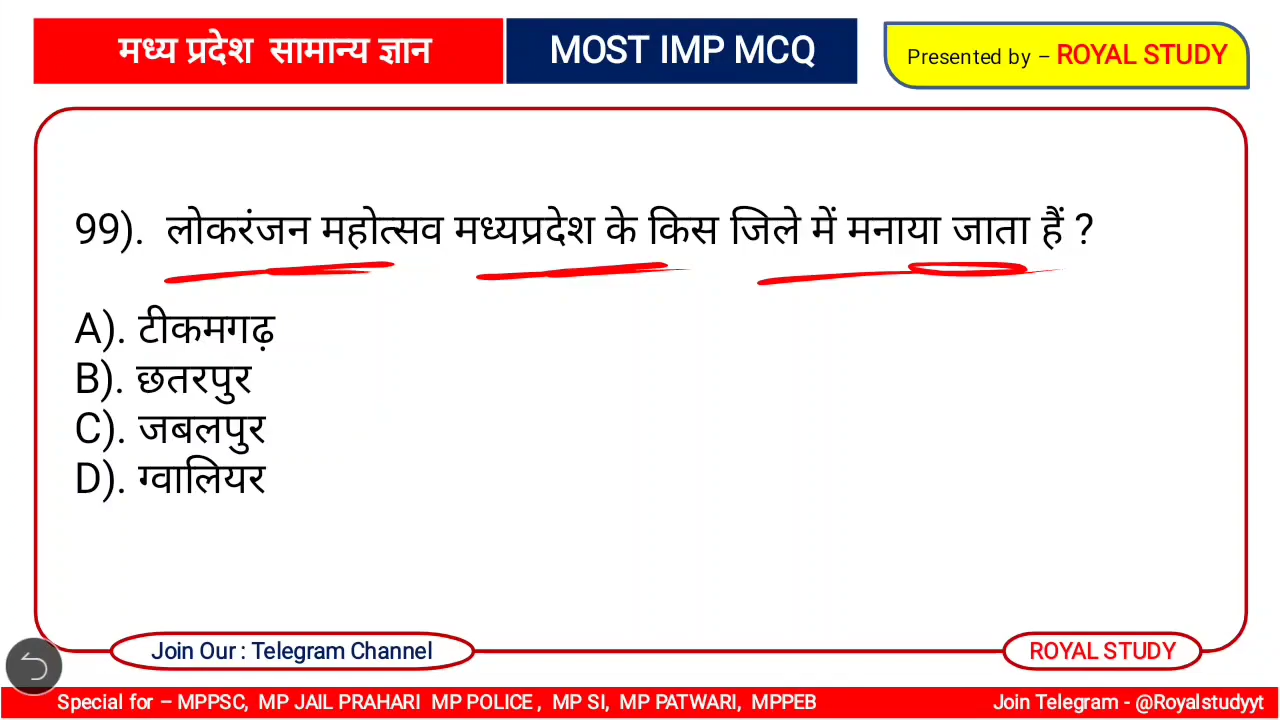 मध्य प्रदेश सामान्य ज्ञान
MOST IMP MCQ
Presented by – ROYAL STUDY
99). लोकरंजन महोत्सव मध्यप्रदेश के किस जिले में मनाया जाता हैं ?
A). टीकमगढ़
B). छतरपुर
C). जबलपुर
D). ग्वालियर
Join Our : Telegram Channel
ROYAL STUDY
Special for – MPPSC, MP JAIL PRAHARI MP POLICE , MP SI, MP PATWARI, MPPEB
Join Telegram - @Royalstudyyt